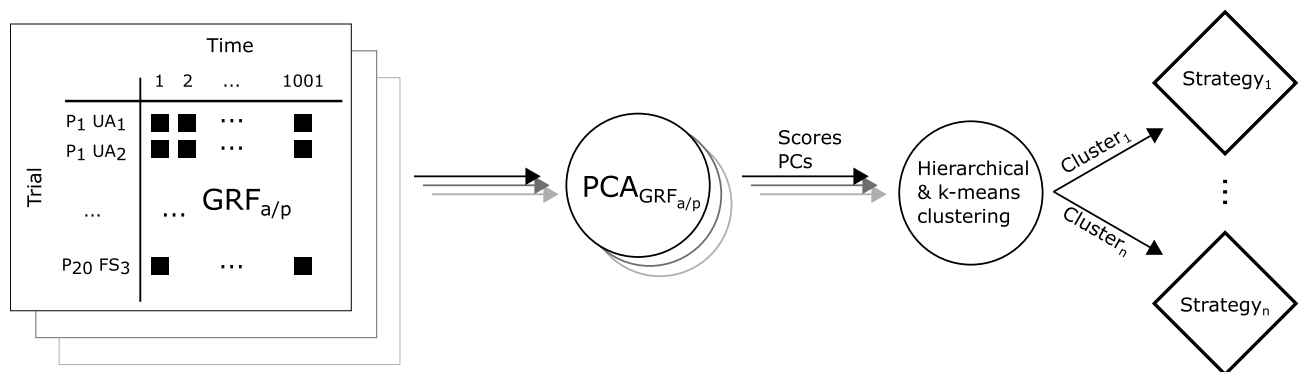 Time
1 2 ... 1001
Trial
P1 UA1 ...
P1 UA2 ...
... ... GRFa/p
P20 FS3 ...
PCAGRFa/p
Scores
PCs
Hierarchical
& k-means
clustering
Cluster1
Clustern
Strategy1
...
Strategyn